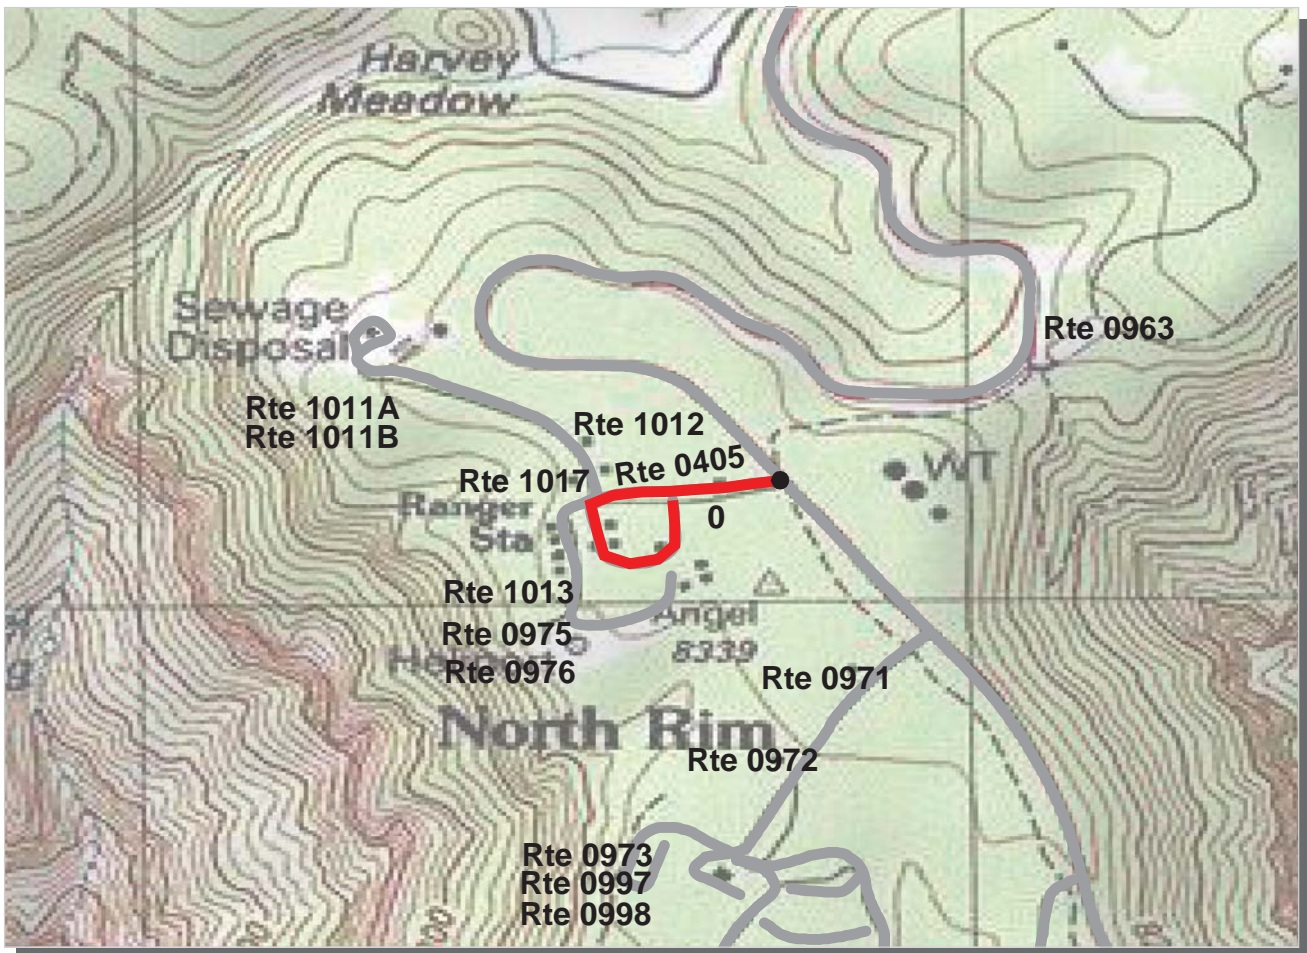 Harvey
Meadow
Sewage
Disposal
Rte 0963
Rte 1011A
Rte 1011B
Rte 1012
Rte 0405
Rte 1017
WT
Ranger
Sta
0
Rte 1013
Angel
8339
Rte 0975
Rte 0976
Rte 0971
North Rim
Rte 0972
Rte 0973
Rte 0997
Rte 0998